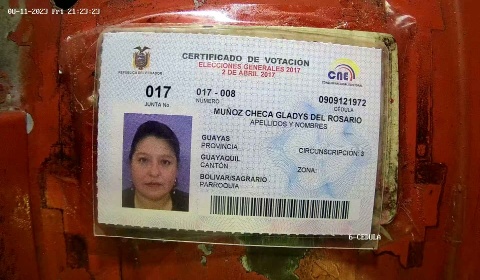 08-11-2023 Fri 21:23:23
CERTIFICADO DE VOTACIÓN
ELECCIONES GENERALES 2017
2 DE ABRIL 2017
REPÚBLICA DEL ECUADOR
CNE
017
JUNTA No
017 - 008
NÚMERO
0909121972
CÉDULA
MUÑOZ CHECA GLADYS DEL ROSARIO
APELLIDOS Y NOMBRES
GUAYAS
PROVINCIA
CIRCUNSCRIPCIÓN: 3
GUAYAQUIL
CANTÓN
ZONA:
BOLIVAR/SAGRARIO
PARROQUIA
6-CEDULA